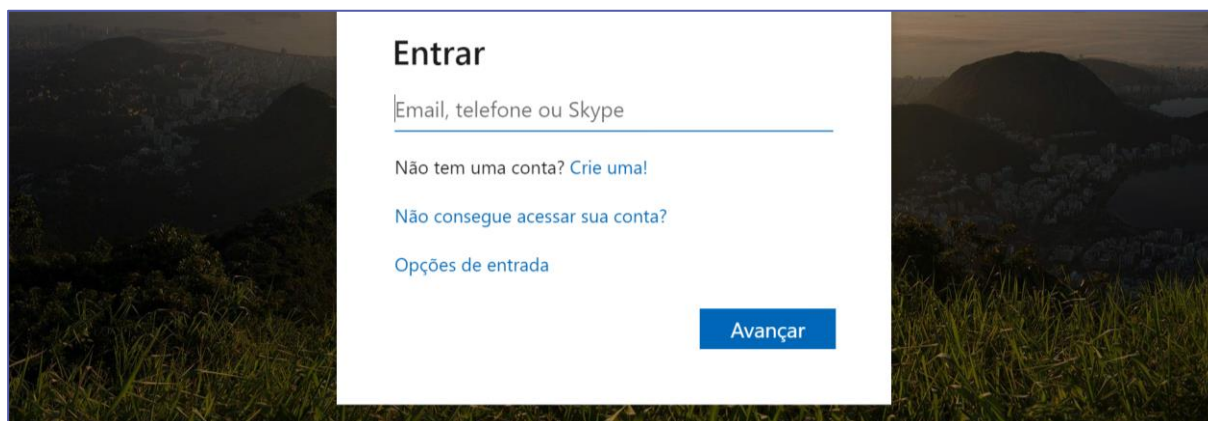 Entrar
Email, telefone ou Skype
Não tem uma conta? Crie uma!
Não consegue acessar sua conta?
Opções de entrada
Avançar